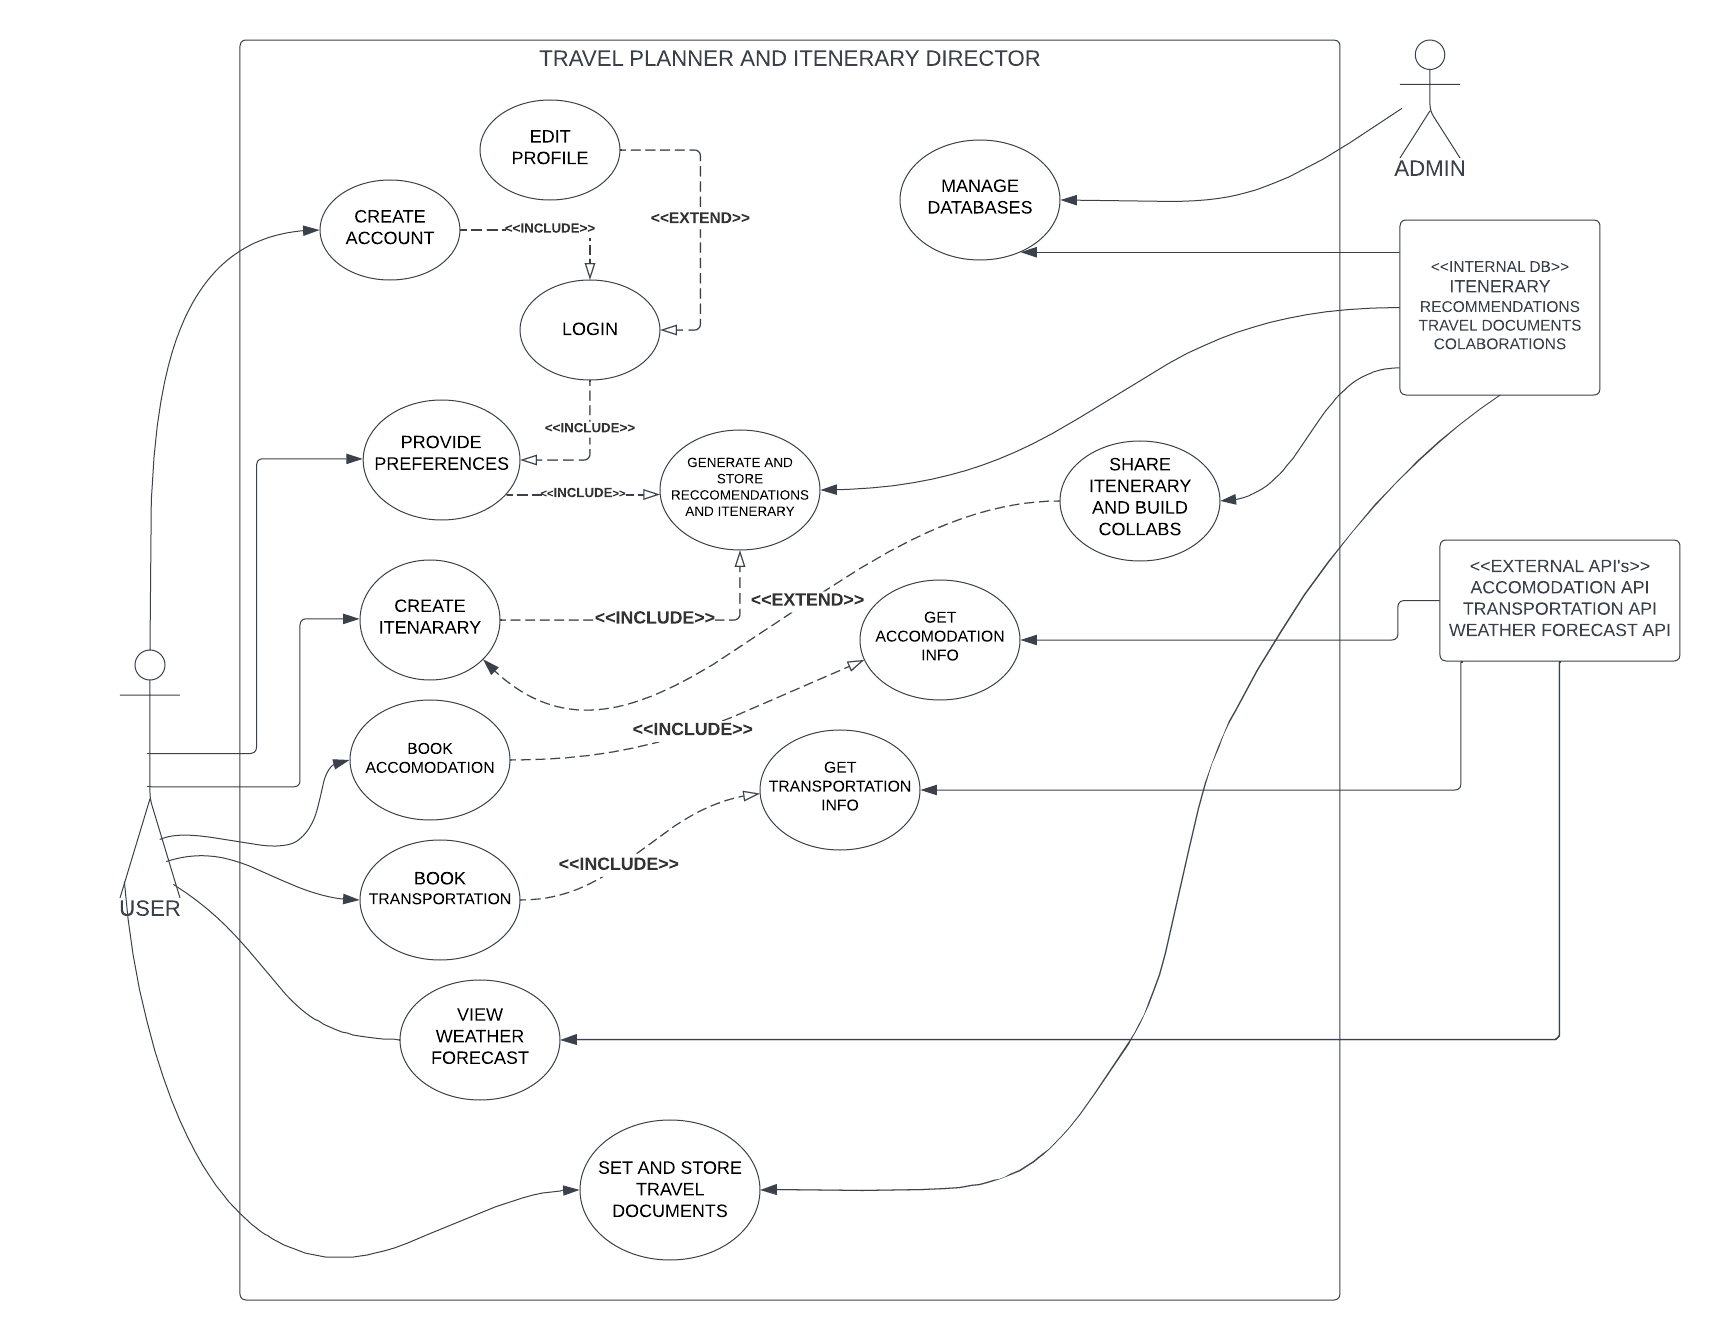 TRAVEL PLANNER AND ITENERARY DIRECTOR
EDIT
PROFILE
CREATE
ACCOUNT
<<INCLUDE>>
<<EXTEND>>
LOGIN
MANAGE
DATABASES
ADMIN
<<INTERNAL DB>>
ITENERARY
RECOMMENDATIONS
TRAVEL DOCUMENTS
COLABORATIONS
<<INCLUDE>>
PROVIDE
PREFERENCES
<<INCLUDE>>
GENERATE AND
STORE
RECCOMENDATIONS
AND ITENERARY
SHARE
ITENERARY
AND BUILD
COLLABS
CREATE
ITENARARY
<<INCLUDE>>
<<EXTEND>>
GET
ACCOMODATION
INFO
<<EXTERNAL API's>>
ACCOMODATION API
TRANSPORTATION API
WEATHER FORECAST API
BOOK
ACCOMODATION
<<INCLUDE>>
GET
TRANSPORTATION
INFO
BOOK
TRANSPORTATION
<<INCLUDE>>
USER
VIEW
WEATHER
FORECAST
SET AND STORE
TRAVEL
DOCUMENTS